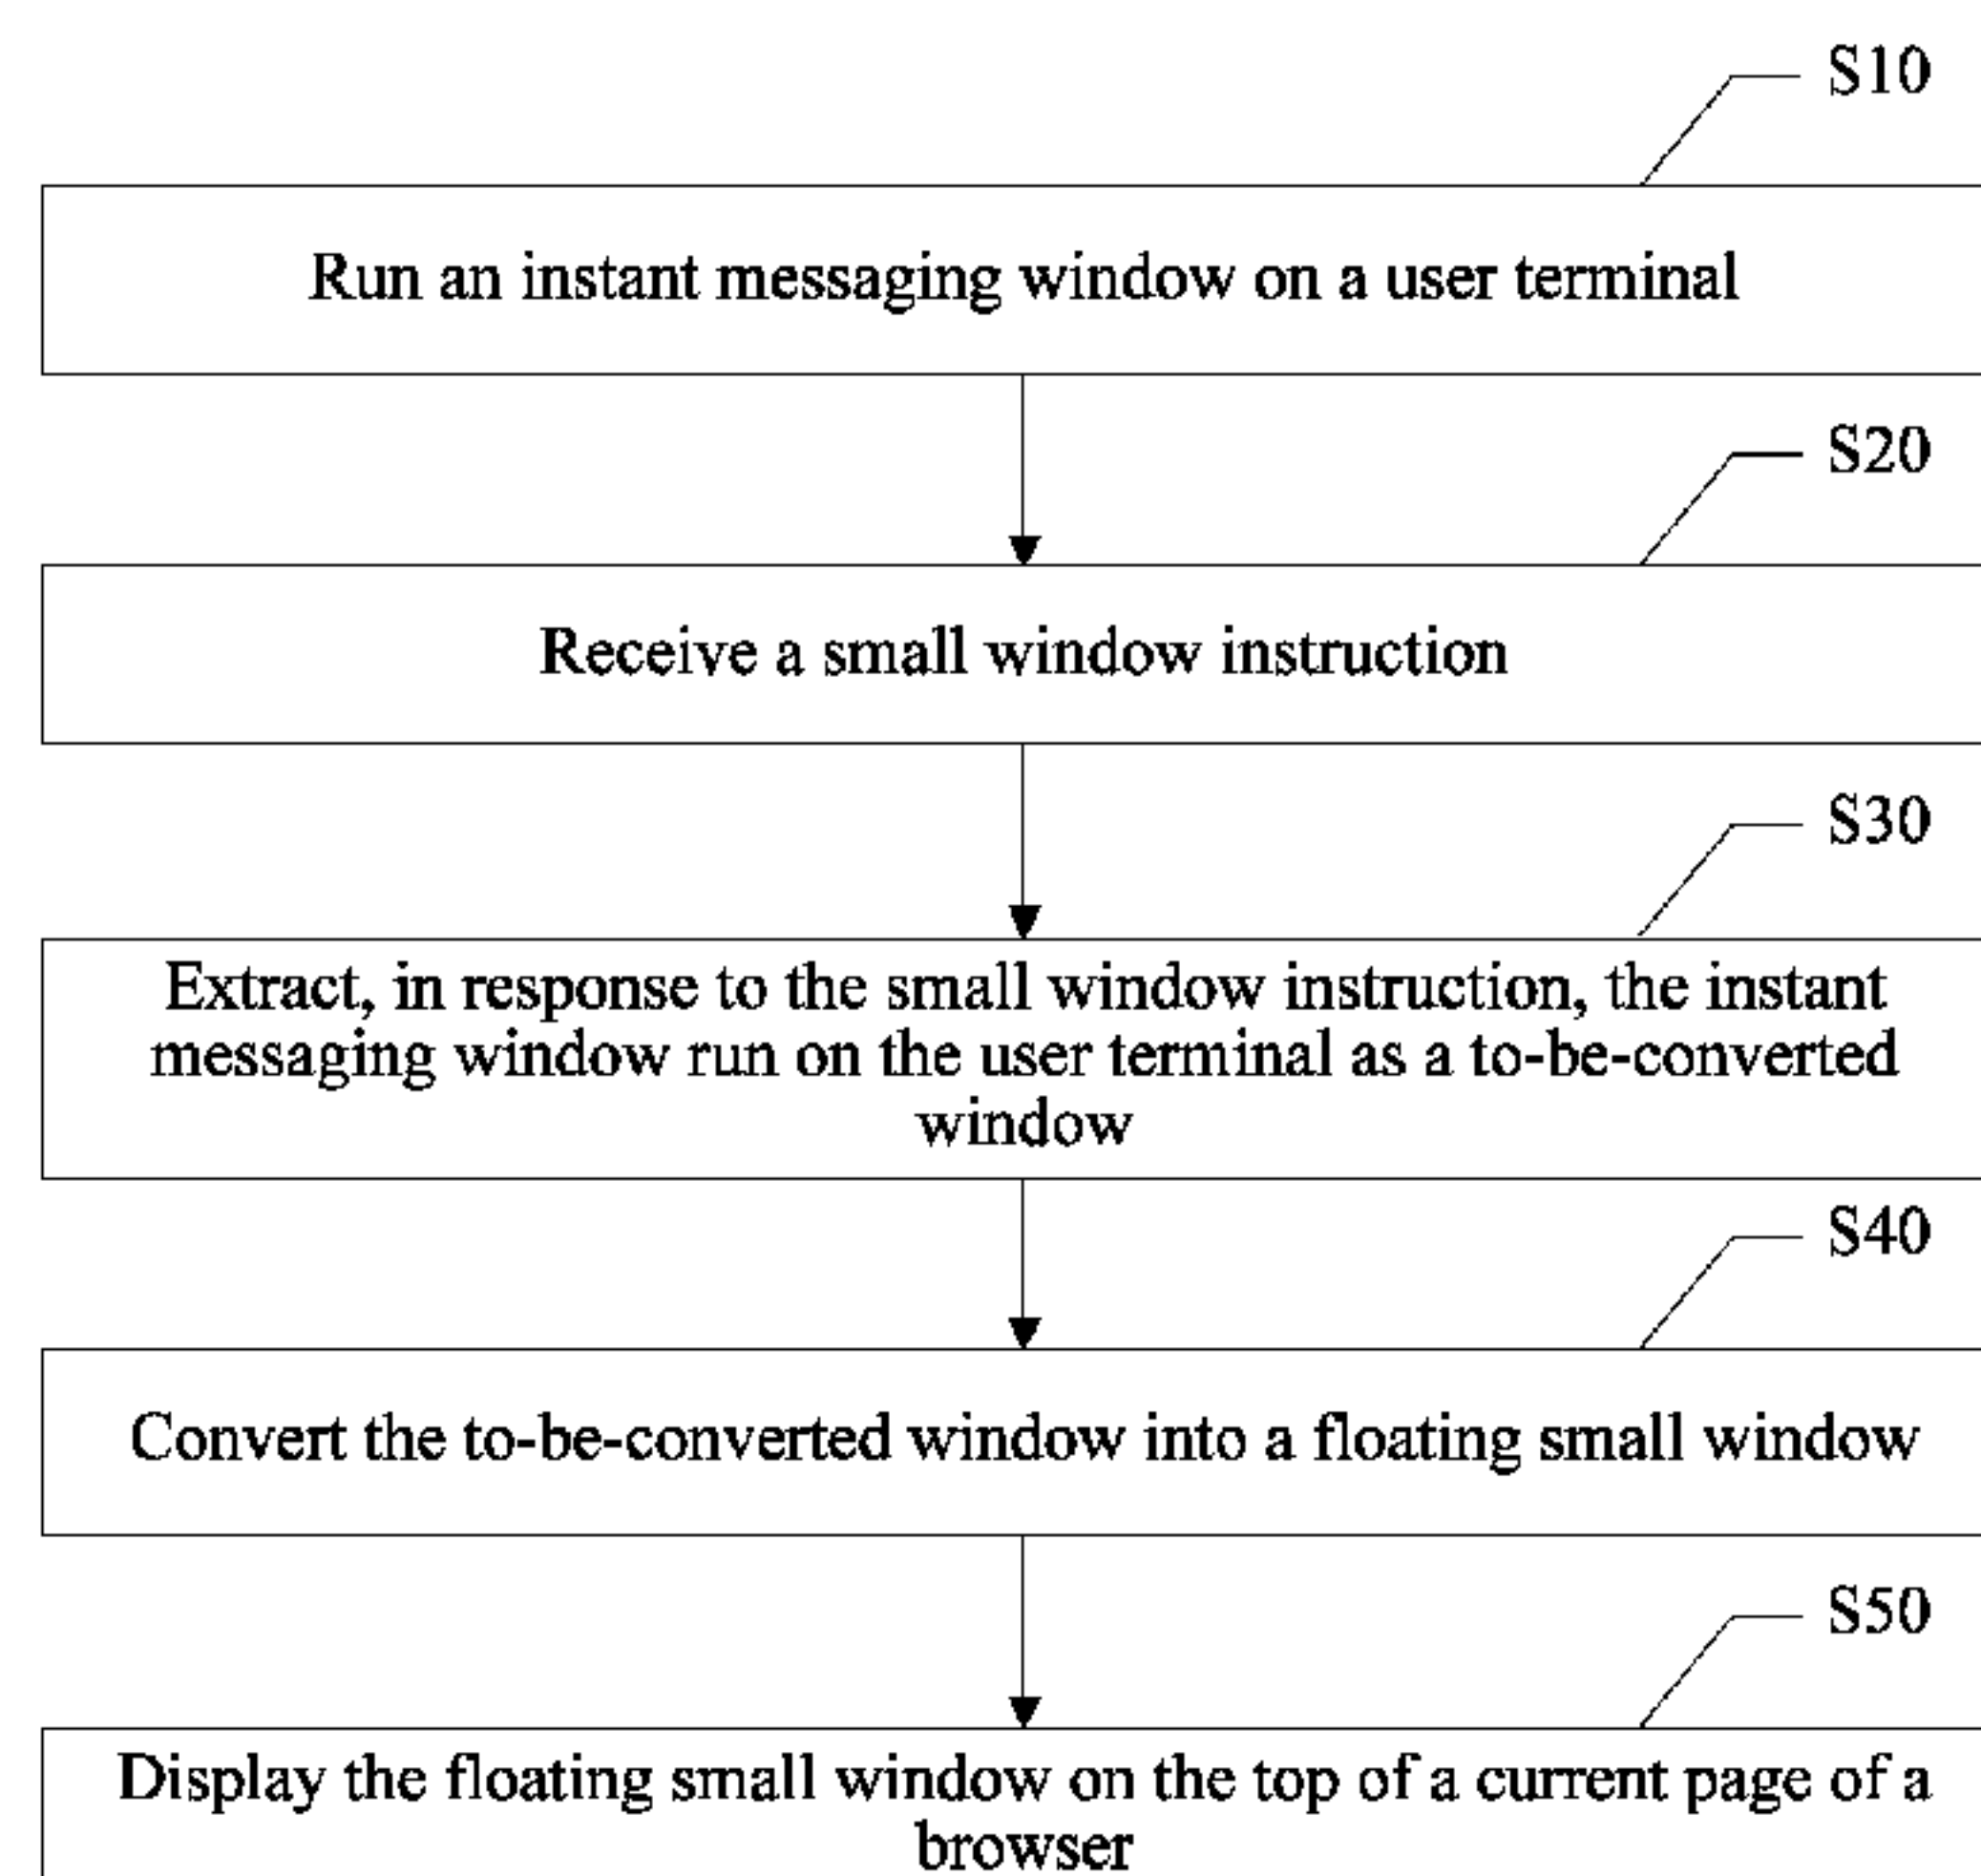 S10
Run an instant messaging window on a user terminal
S20
Receive a small window instruction
S30
Extract, in response to the small window instruction, the instant
messaging window run on the user terminal as a to-be-converted
window
S40
Convert the to-be-converted window into a floating small window
S50
Display the floating small window on the top of a current page of a
browser